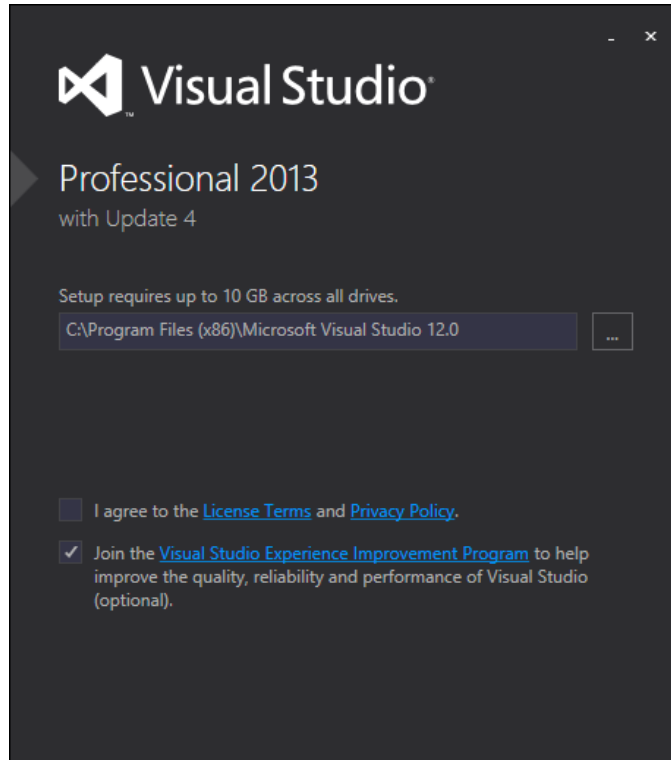 Visual Studio®
™
Professional 2013
with Update 4
Setup requires up to 10 GB across all drives.
C:\Program Files (x86)\Microsoft Visual Studio 12.0
...
I agree to the License Terms and Privacy Policy.
Join the Visual Studio Experience Improvement Program to help
improve the quality, reliability and performance of Visual Studio
(optional).